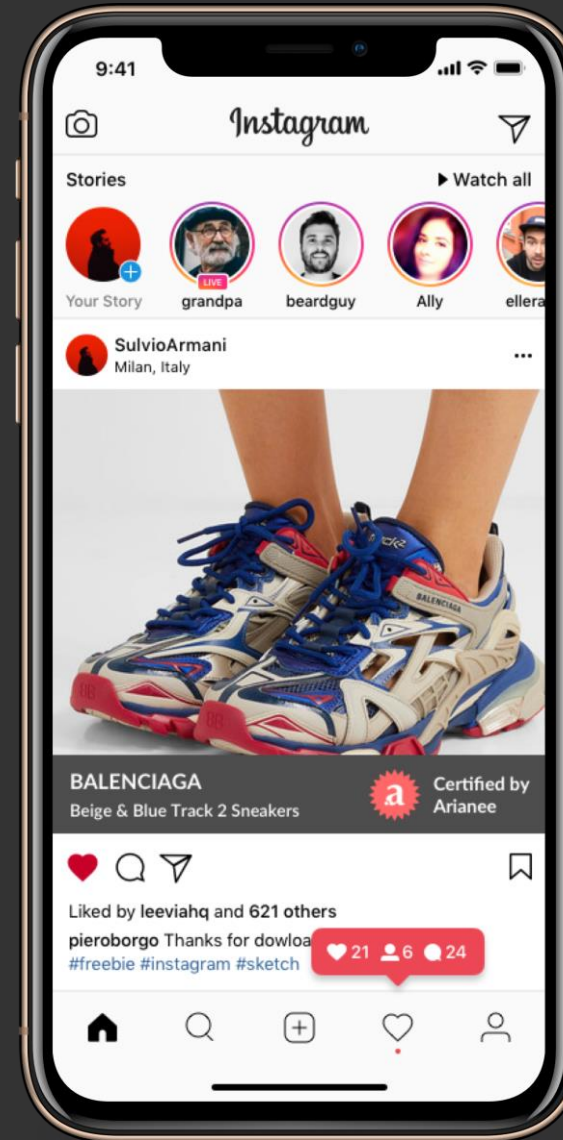 9:41
Instagram
Stories
Watch all
LIVE
Your Story
grandpa
beardguy
Ally
ellera
SulvioArmani
Milan, Italy
BALENCIAGA
BALENCIAGA
Beige & Blue Track 2 Sneakers
a
Certified by
Arianee
Liked by leeviahq and 621 others
pieroborgo Thanks for dowloa
#freebie #instagram #sketch
21 6 24